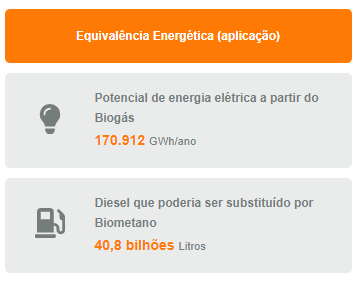 Equivalência Energética (aplicação)
Potencial de energia elétrica a partir do
Biogás
170.912 GWh/ano
Diesel que poderia ser substituído por
Biometano
40,8 bilhões Litros